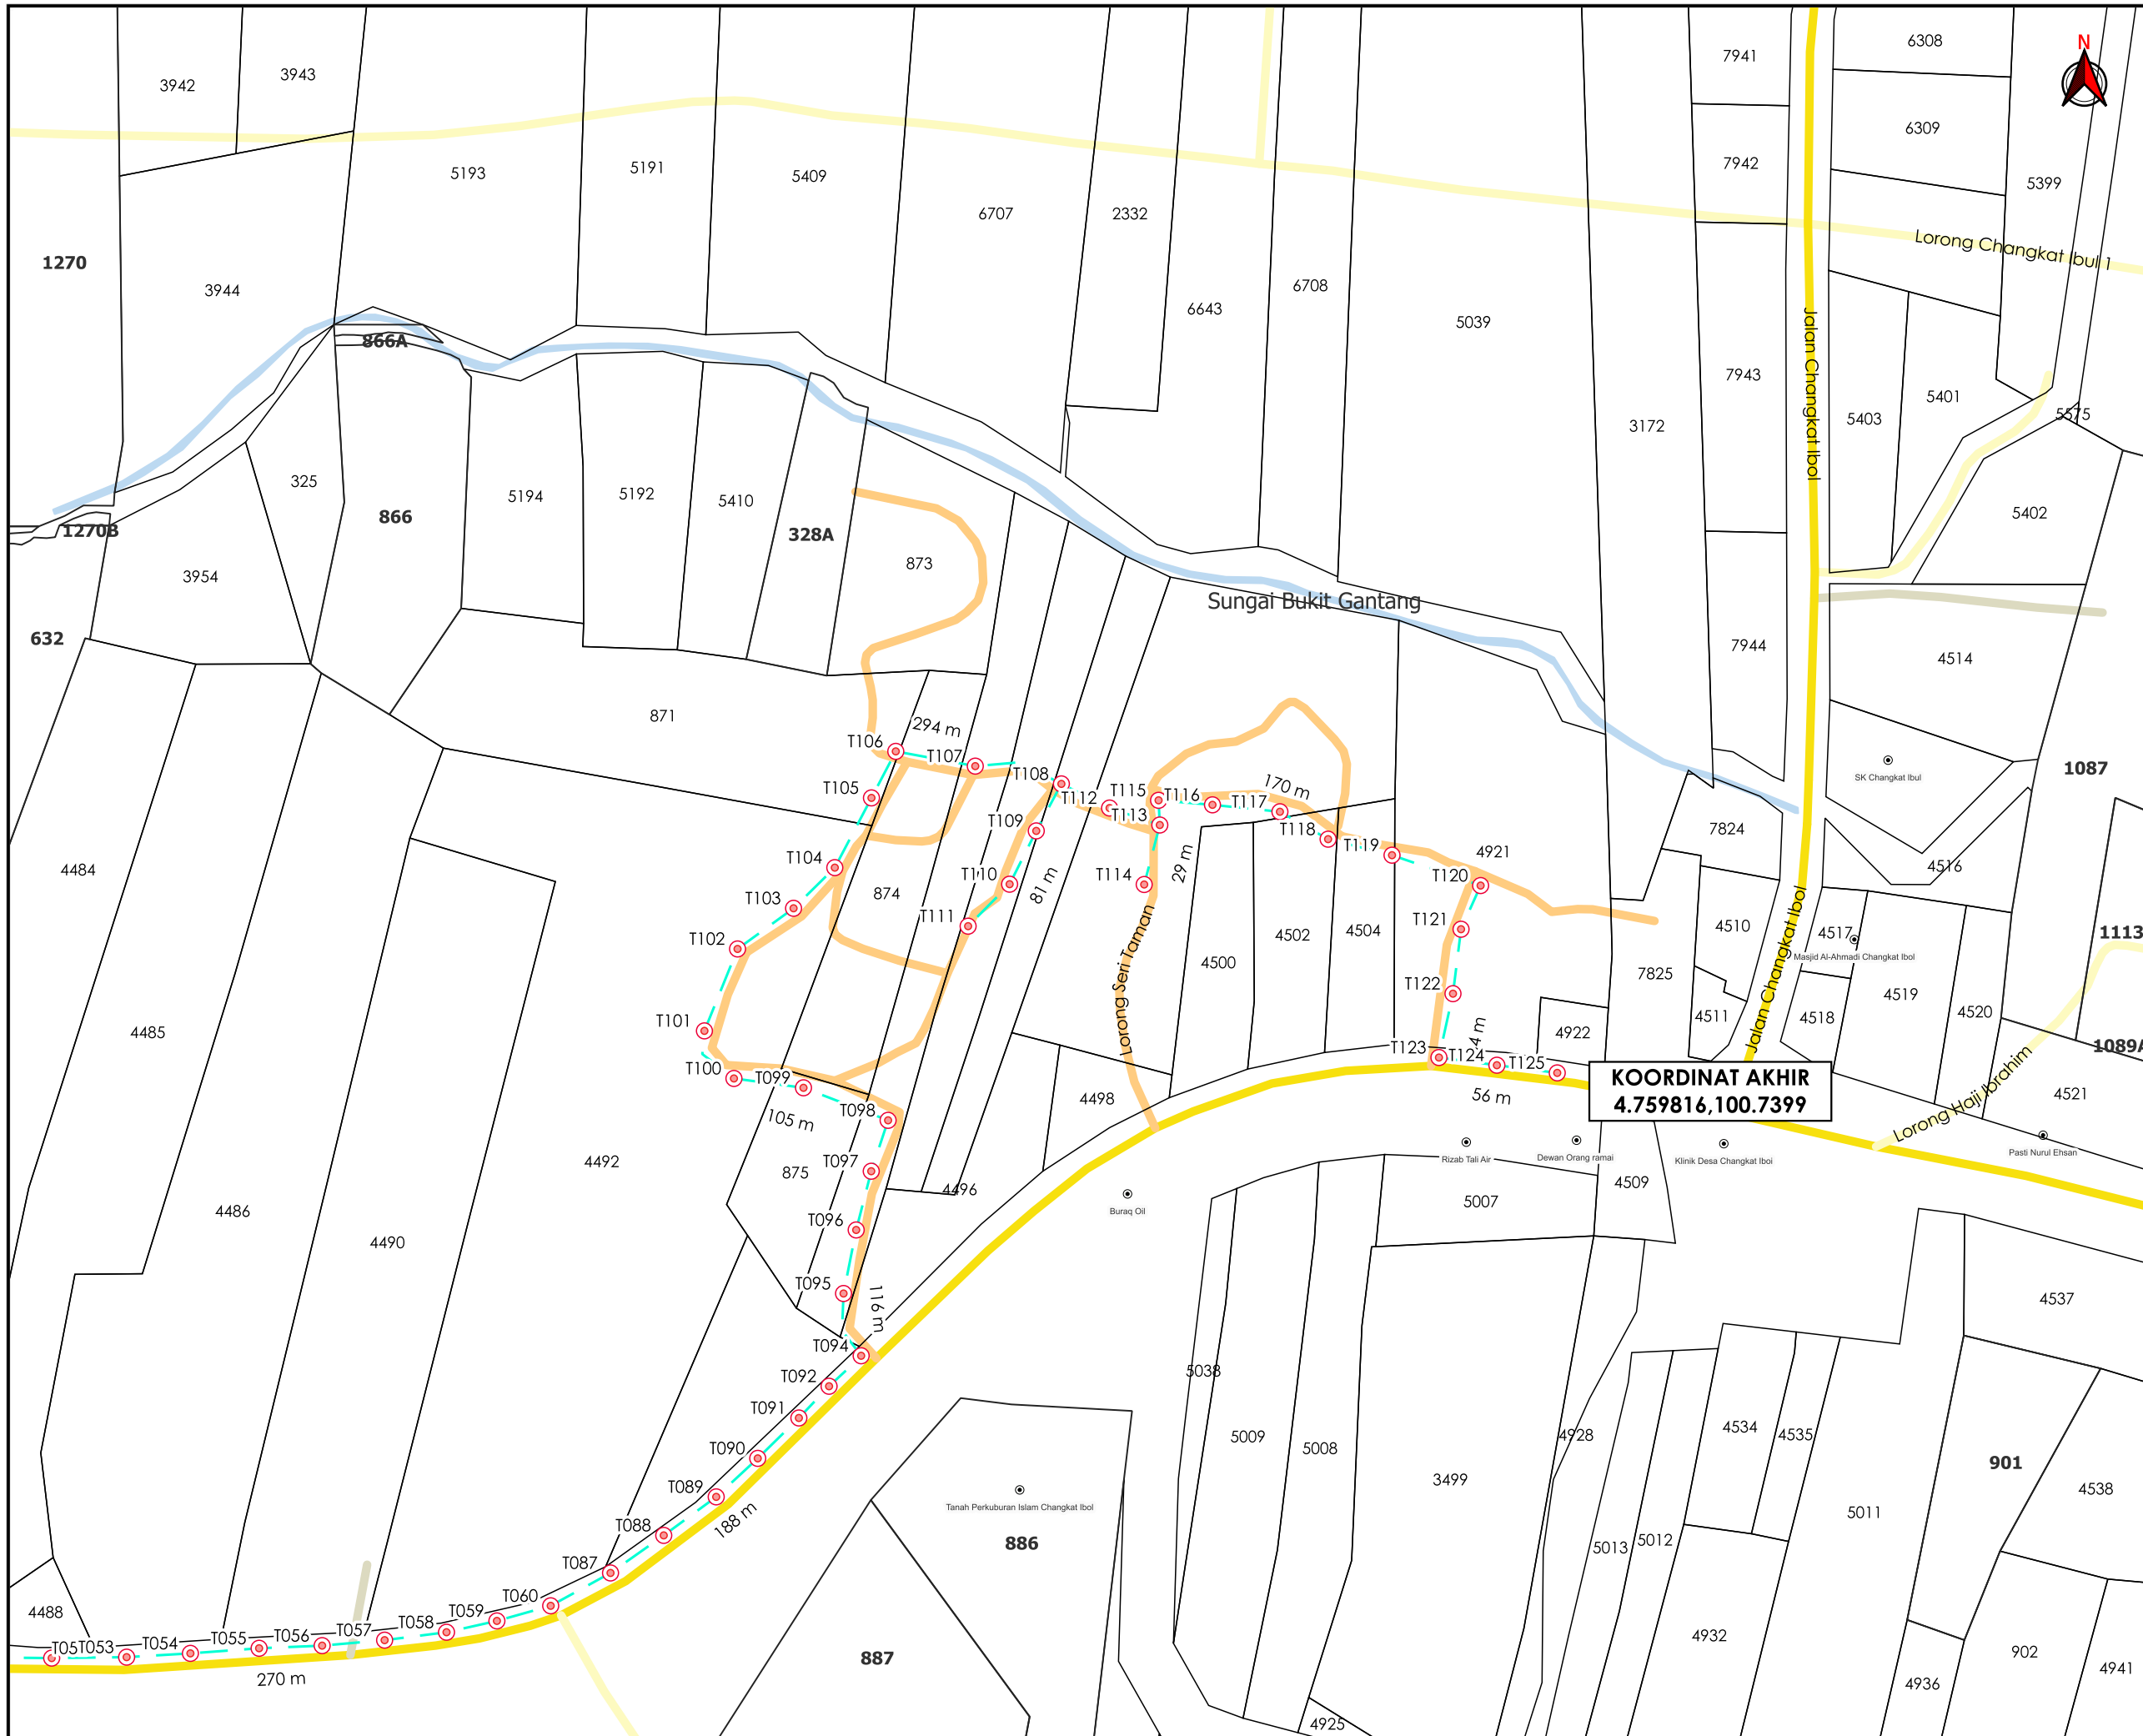 3942
3943
7941
6308
N
6309
7942
5193
5191
5409
5399
6707
2332
Lorong Changkat Ibul 1
1270
3944
6708
6643
5039
866A
Jalan Changkat Ibol
7943
5401
5403
5575
3172
325
5194
5192
5410
866
328A
1270B
5402
3954
873
Sungai Bukit Gantang
632
7944
4514
871
294 m
T106
T107
T108
SK Changkat Ibul
1087
T105
T112
T115
T116
T117
170 m
T113
T118
T109
T119
7824
4921
4516
T104
4484
T110
81 m
T114
29 m
T120
874
T103
T111
T121
T102
4502
4504
4510
4517
1113
Masjid Al-Ahmadi Changkat Ibol
4500
Lorong Seri Taman
T122
7825
4519
Jalan Changkat Ibol
4485
T101
4511
4518
4520
4922
T123
4 m
T124
T125
1089A
T100
T099
KOORDINAT AKHIR
4.759816,100.7399
4521
Lorong Haji Ibrahim
56 m
4498
105 m
T098
Rizab Tali Air
Dewan Orang ramai
Klinik Desa Changkat Iboi
Pasti Nurul Ehsan
4492
875
T097
4496
4509
5007
Buraq Oil
4486
T096
4490
T095
116 m
4537
T094
5038
T092
T091
5009
5008
4928
4534
4535
T090
3499
901
T089
4538
188 m
Tanah Perkuburan Islam Changkat Ibol
886
5011
T088
5013
5012
T087
T060
4488
T059
T058
T057
T056
T055
T054
T053
T05
270 m
887
4932
902
4941
4936
4925